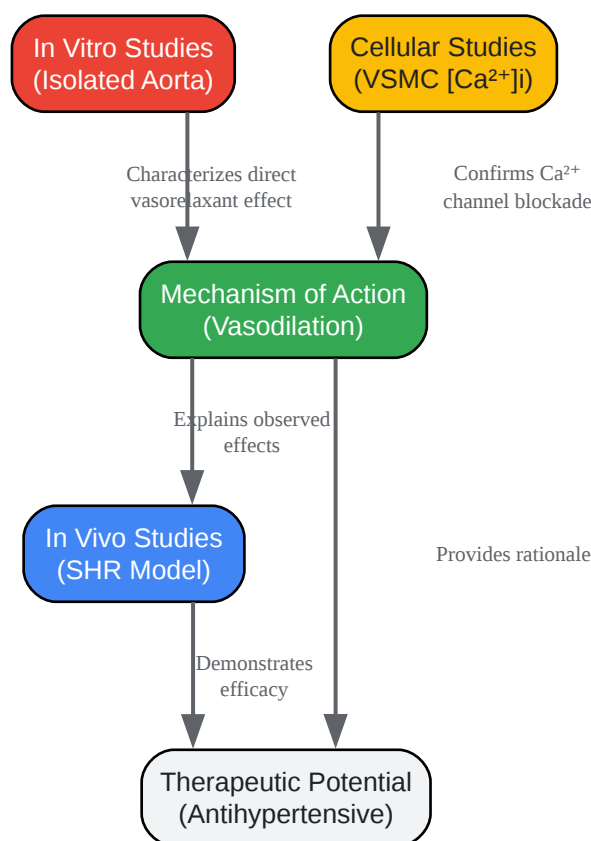 In Vitro Studies
(Isolated Aorta)
Cellular Studies
(VSMC [Ca²⁺]i)
Characterizes direct
vasorelaxant effect
Confirms Ca²⁺
channel blockade
Mechanism of Action
(Vasodilation)
Explains observed
effects
In Vivo Studies
(SHR Model)
Provides rationale
Demonstrates
efficacy
Therapeutic Potential
(Antihypertensive)